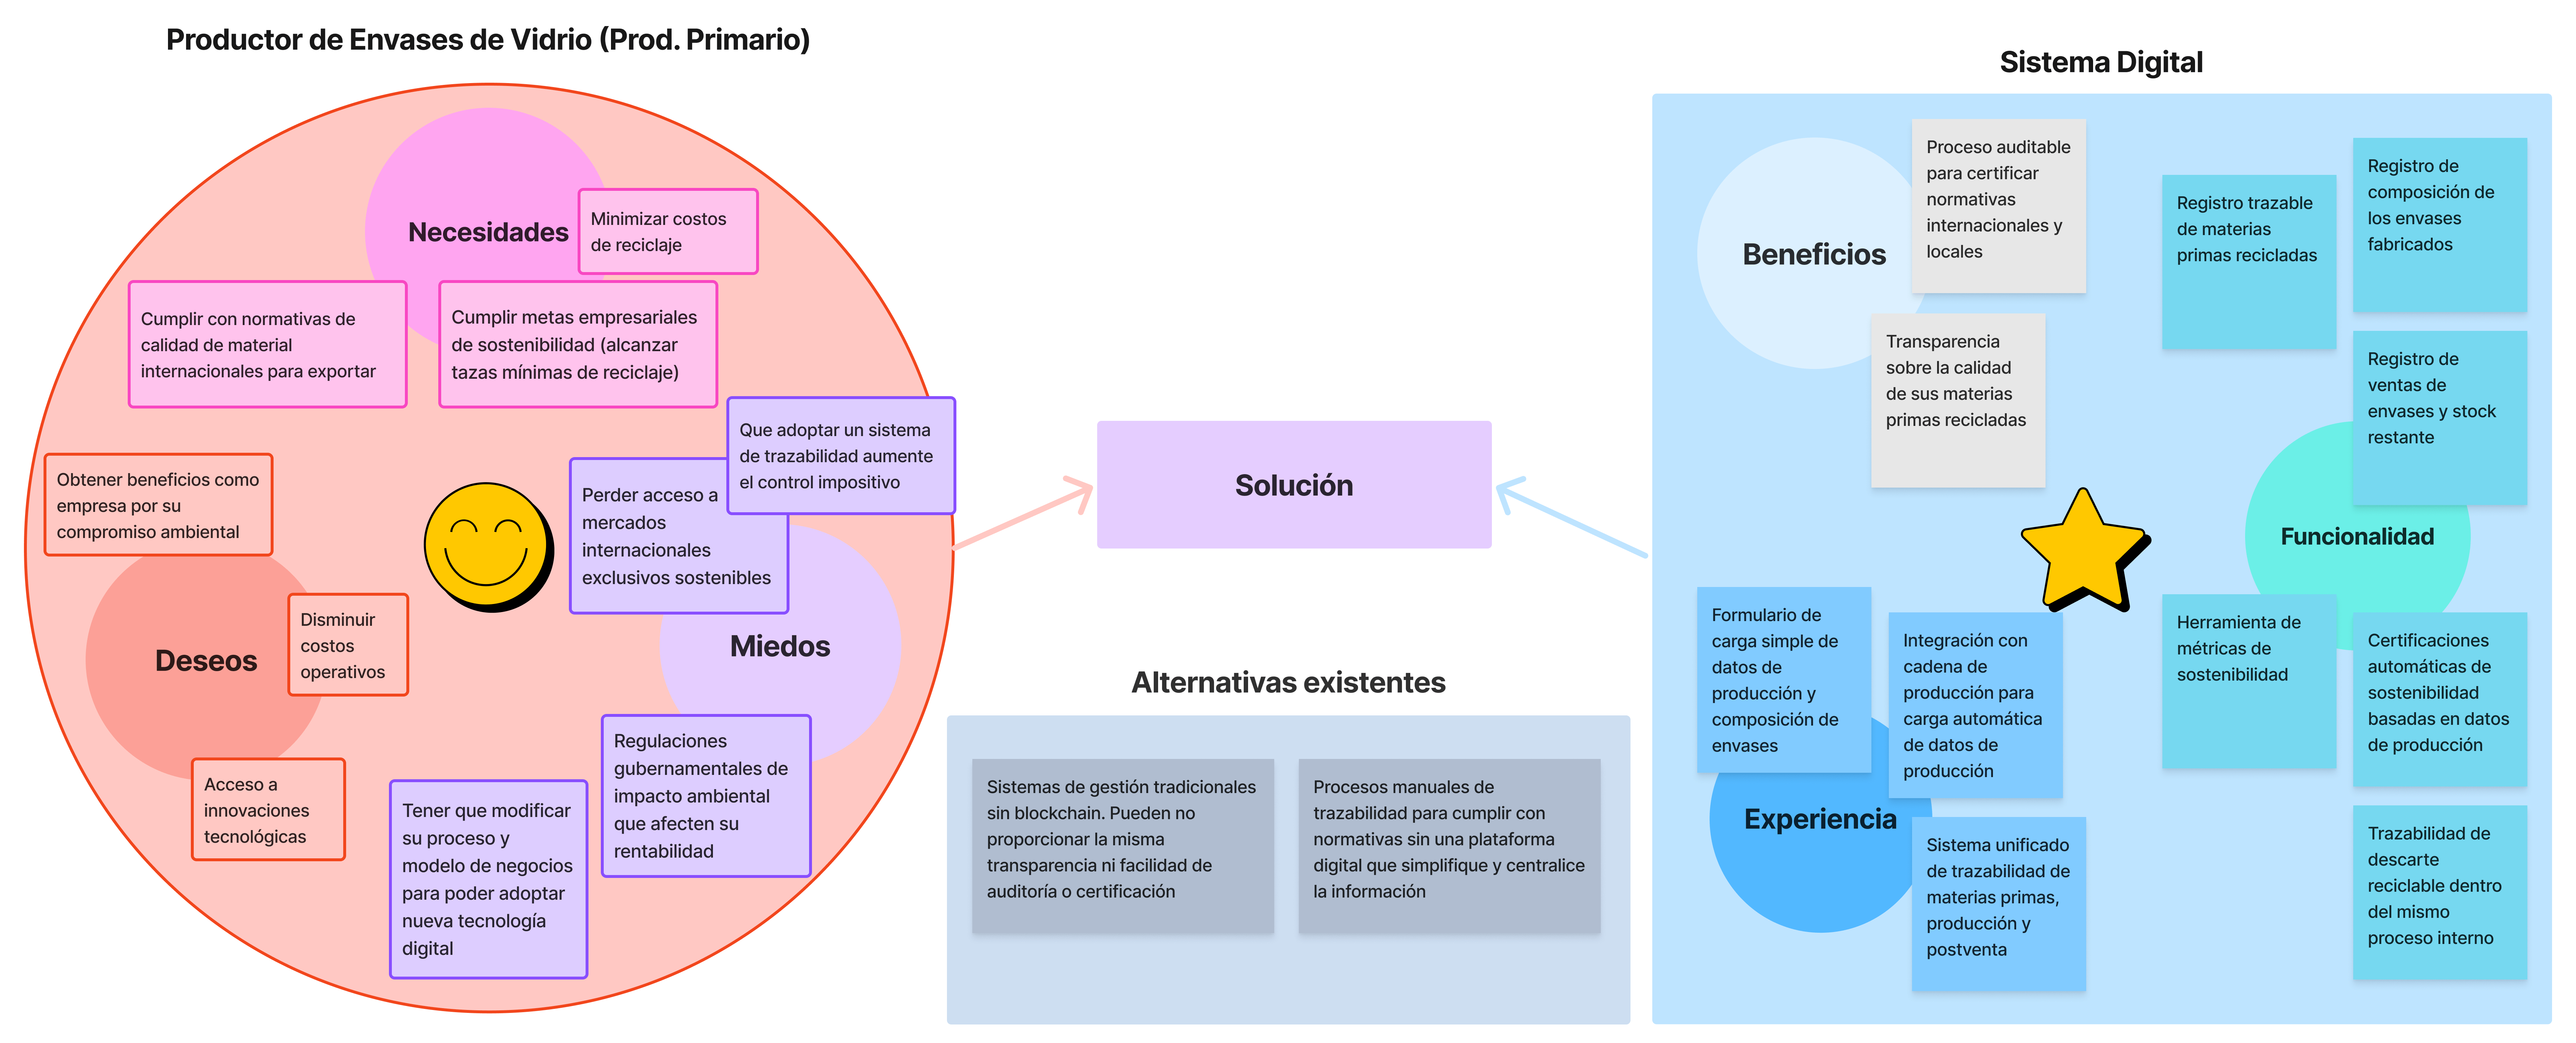 Productor de Envases de Vidrio (Prod. Primario)
Necesidades
Minimizar costos
de reciclaje
Cumplir con normativas de
calidad de material
internacionales para exportar
Cumplir metas empresariales
de sostenibilidad (alcanzar
tazas mínimas de reciclaje)
Obtener beneficios como
empresa por su
compromiso ambiental
Deseos
Disminuir
costos
operativos
Acceso a
innovaciones
tecnológicas
Que adoptar un sistema
de trazabilidad aumente
el control impositivo
Perder acceso a
mercados
internacionales
exclusivos sostenibles
Miedos
Regulaciones
gubernamentales de
impacto ambiental
que afecten su
rentabilidad
Tener que modificar
su proceso y
modelo de negocios
para poder adoptar
nueva tecnología
digital
Solución
Alternativas existentes
Sistemas de gestión tradicionales
sin blockchain. Pueden no
proporcionar la misma
transparencia ni facilidad de
auditoría o certificación
Procesos manuales de
trazabilidad para cumplir con
normativas sin una plataforma
digital que simplifique y centralice
la información
Sistema Digital
Beneficios
Proceso auditable
para certificar
normativas
internacionales y
locales
Transparencia
sobre la calidad
de sus materias
primas recicladas
Registro trazable
de materias
primas recicladas
Registro de
composición de
los envases
fabricados
Registro de
ventas de
envases y stock
restante
Funcionalidad
Herramienta de
métricas de
sostenibilidad
Certificaciones
automáticas de
sostenibilidad
basadas en datos
de producción
Trazabilidad de
descarte
reciclable dentro
del mismo
proceso interno
Formulario de
carga simple de
datos de
producción y
composición de
envases
Integración con
cadena de
producción para
carga automática
de datos de
producción
Experiencia
Sistema unificado
de trazabilidad de
materias primas,
producción y
postventa